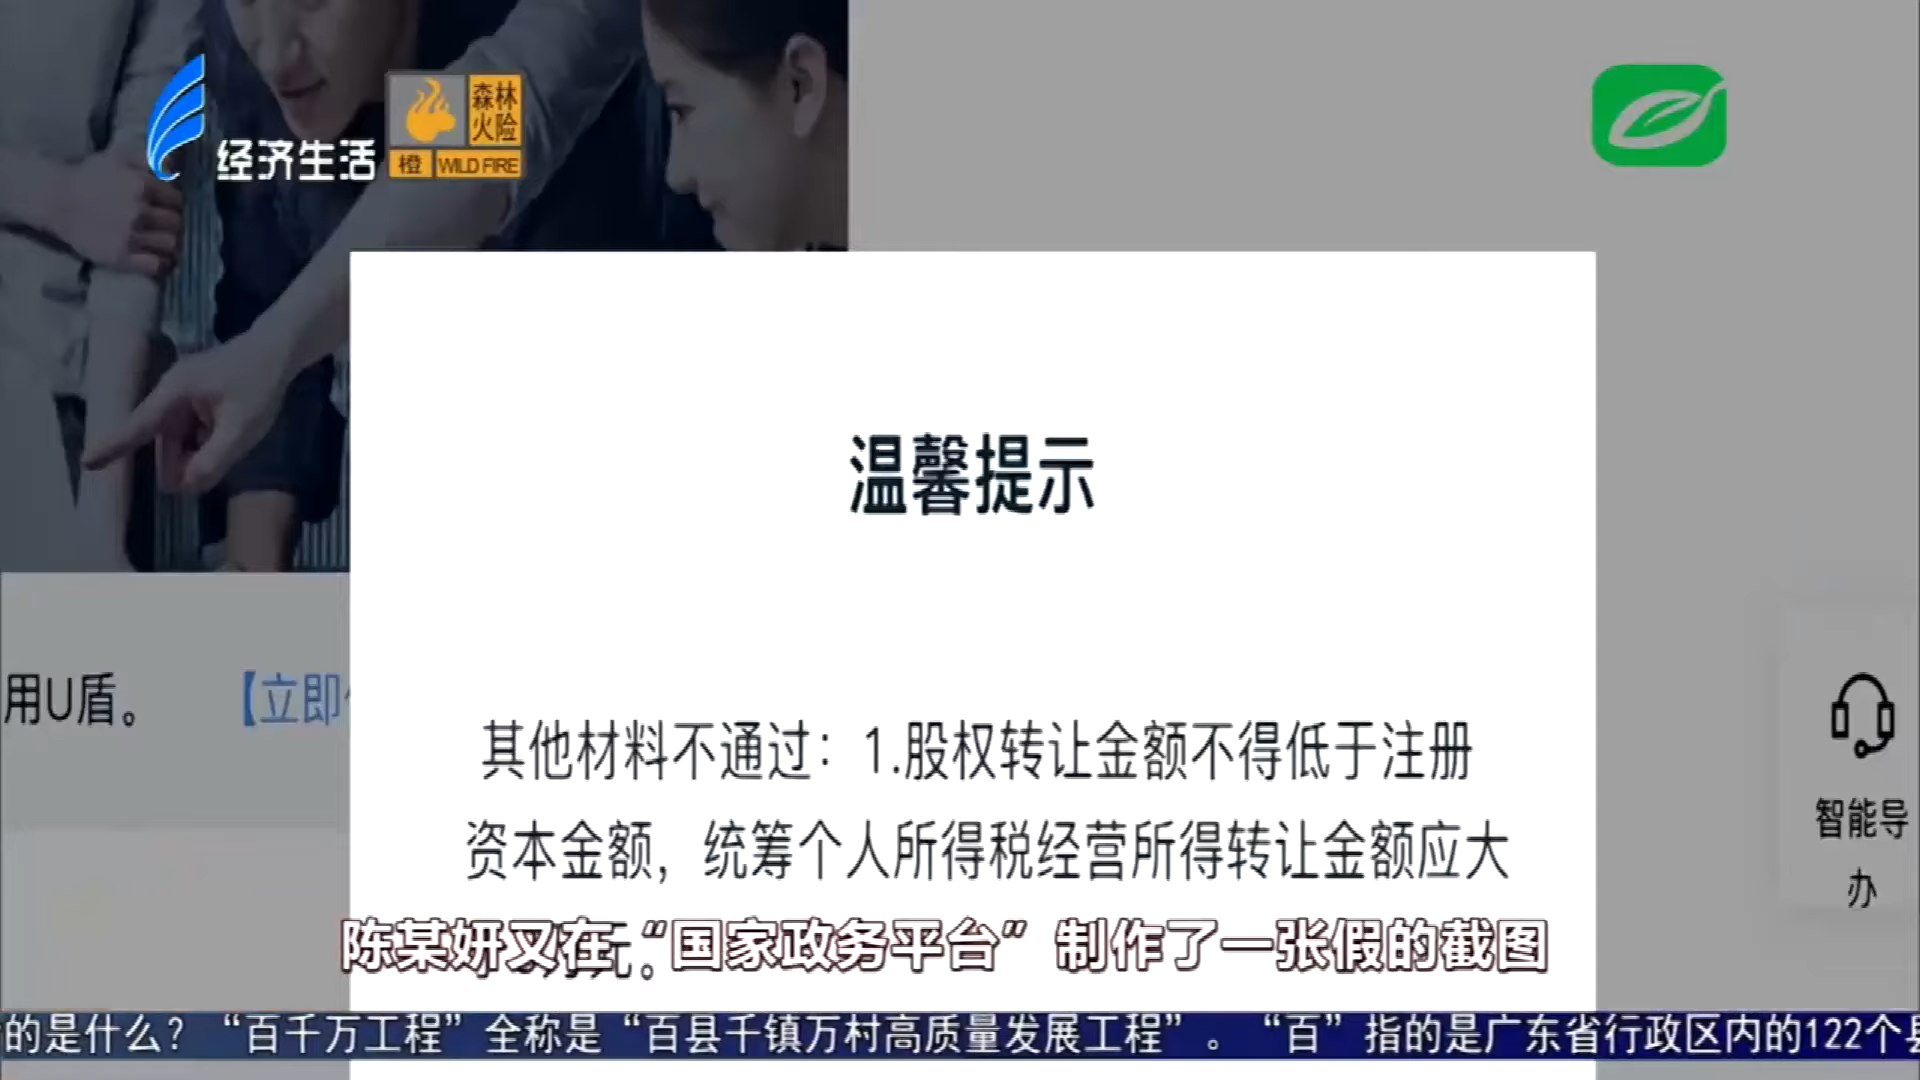 经济生活
森林
火险
橙 WILD FIRE
温馨提示
用U盾。
【立即
其他材料不通过：1.股权转让金额不得低于注册
资本金额，统筹个人所得税经营所得转让金额应大
元。
智能导
办
陈某妍又在“国家政务平台”制作了一张假的截图
的是什么？“百千万工程”全称是“百县千镇万村高质量发展工程”。“百”指的是广东省行政区内的122个县